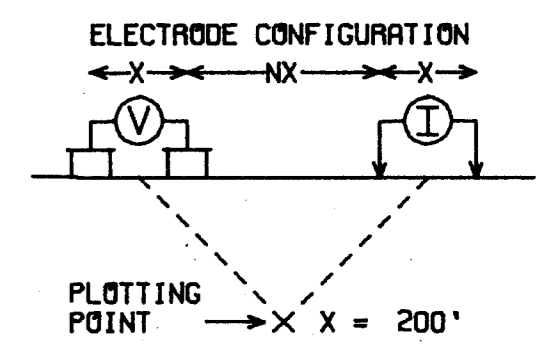 ELECTRODE CONFIGURATION
X NX X
V I
PLOTTING
POINT X X = 200'